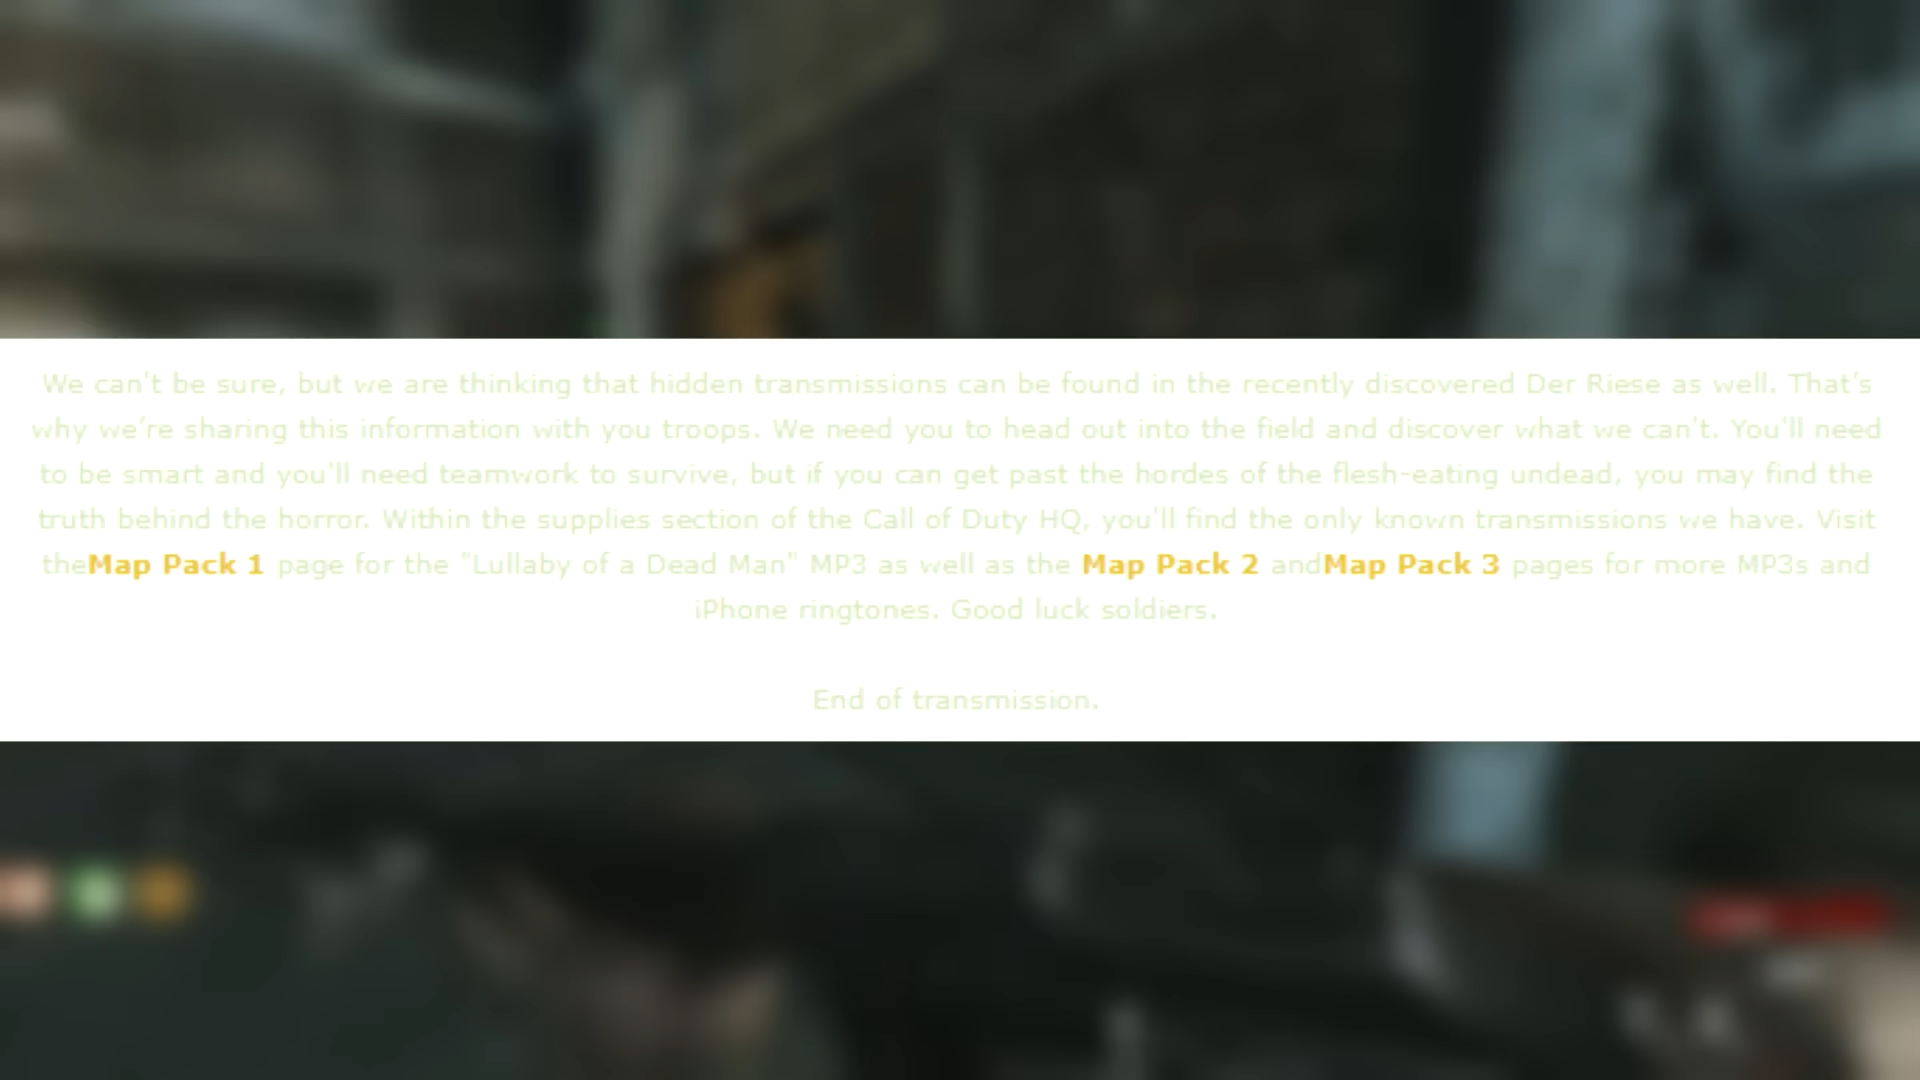 We can't be sure, but we are thinking that hidden transmissions can be found in the recently discovered Der Riese as well. That’s
why we’re sharing this information with you troops. We need you to head out into the field and discover what we can't. You'll need
to be smart and you'll need teamwork to survive, but if you can get past the hordes of the flesh-eating undead, you may find the
truth behind the horror. Within the supplies section of the Call of Duty HQ, you'll find the only known transmissions we have. Visit
theMap Pack 1 page for the "Lullaby of a Dead Man" MP3 as well as the Map Pack 2 andMap Pack 3 pages for more MP3s and
iPhone ringtones. Good luck soldiers.
End of transmission.